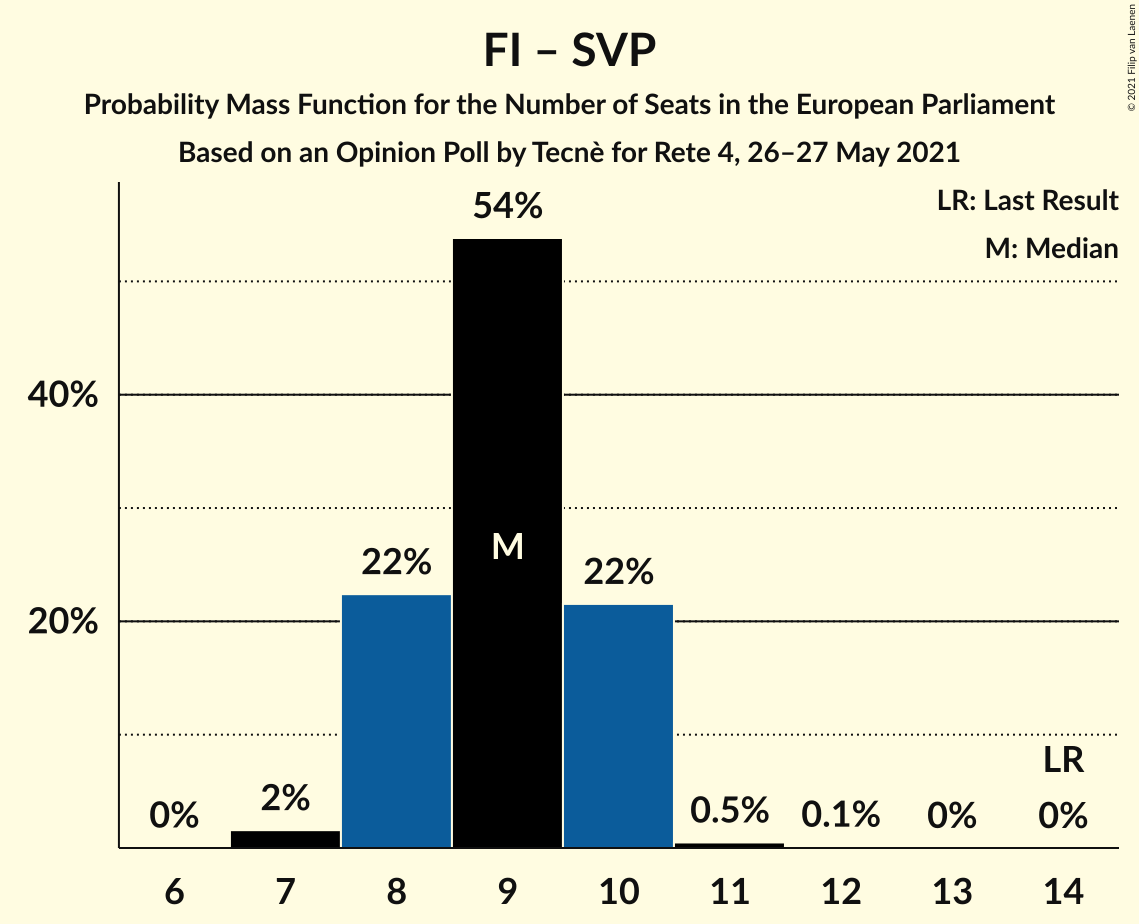 FI – SVP
Probability Mass Function for the Number of Seats in the European Parliament
Based on an Opinion Poll by Tecnè for Rete 4, 26–27 May 2021
© 2021 Filip van Laenen
LR: Last Result
M: Median
54%
40%
M
22%
22%
20%
LR
0%
2%
0.5%
0.1%
0%
0%
6 7 8 9 10 11 12 13 14